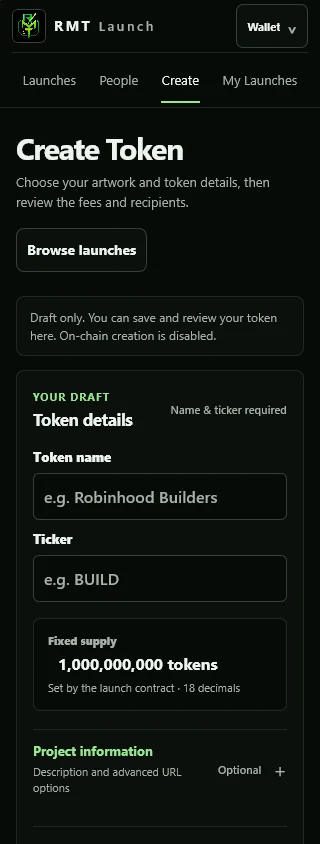 RMT Launch
Wallet
Launches People Create My Launches
Create Token
Choose your artwork and token details, then
review the fees and recipients.
Browse launches
Draft only. You can save and review your token
here. On-chain creation is disabled.
YOUR DRAFT
Token details
Name & ticker required
Token name
e.g. Robinhood Builders
Ticker
e.g. BUILD
Fixed supply
1,000,000,000 tokens
Set by the launch contract · 18 decimals
Project information
Description and advanced URL
options
Optional +